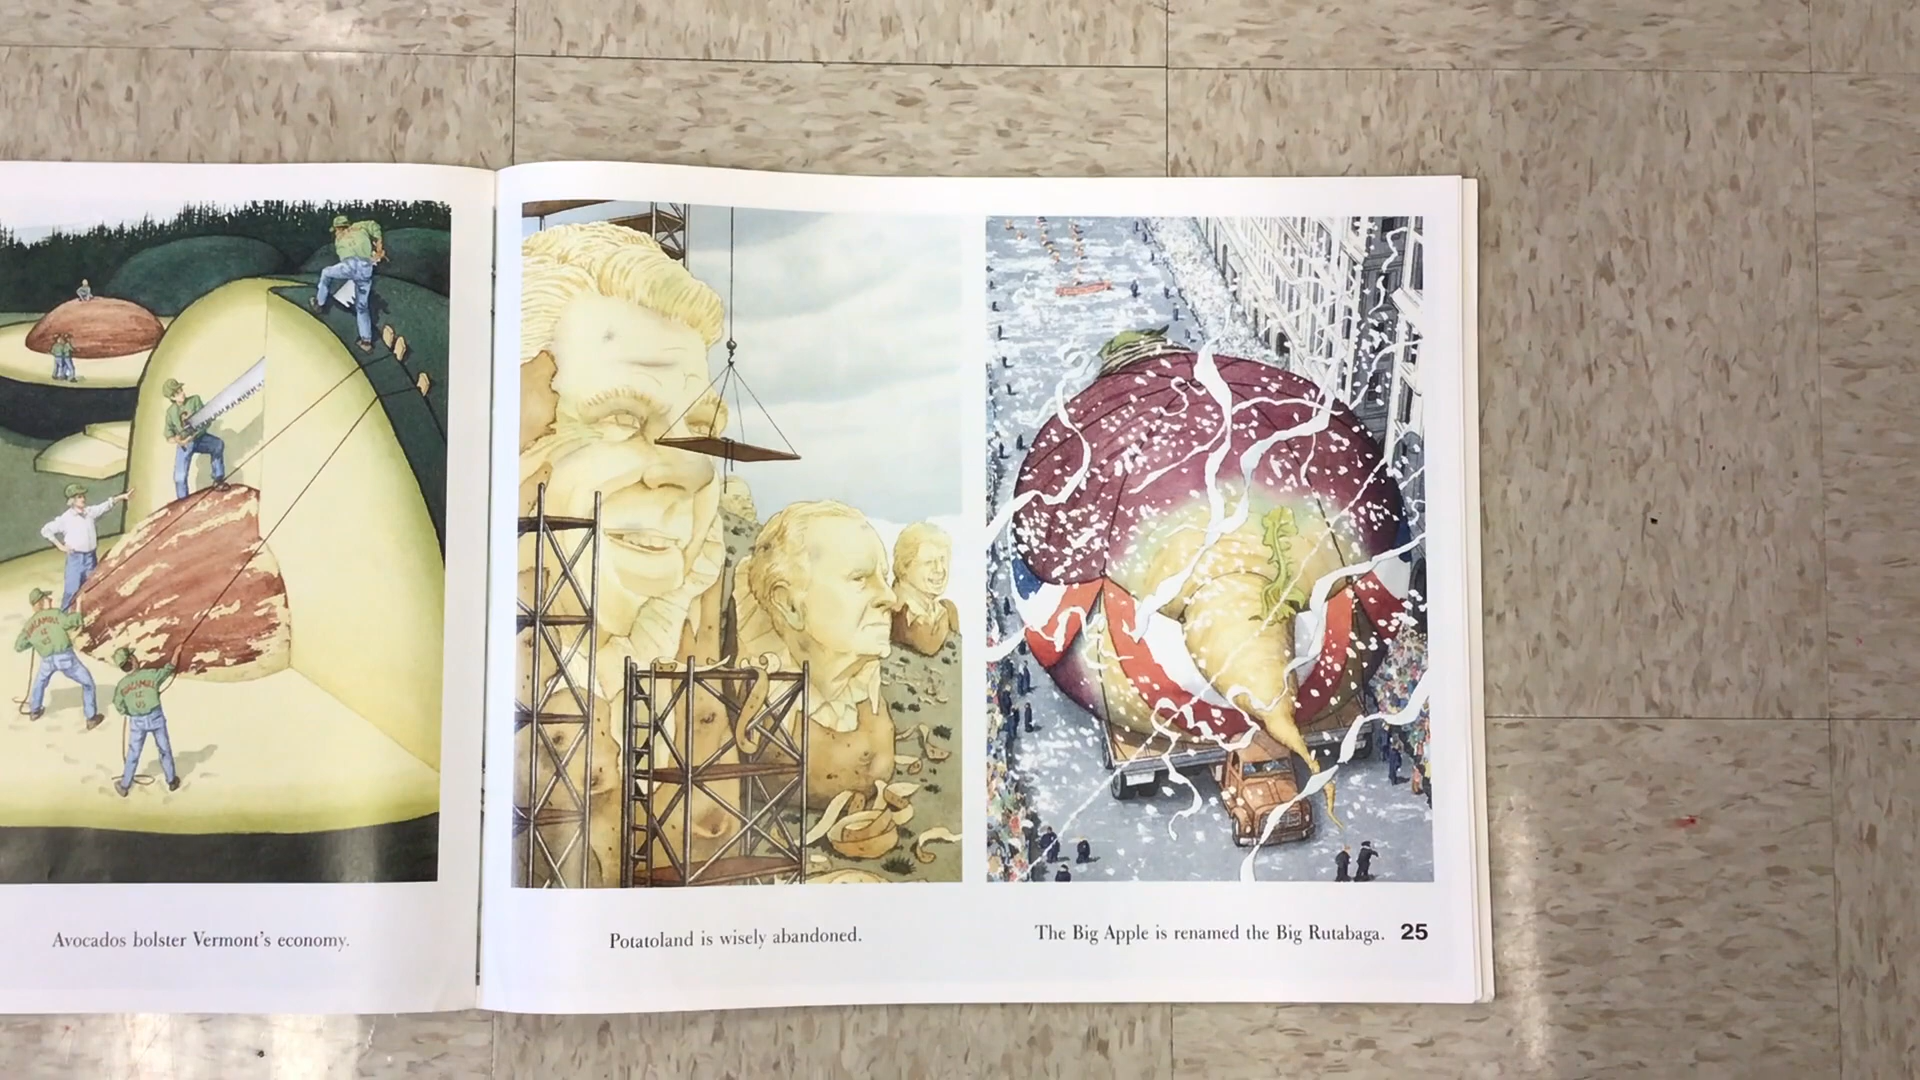 Avocados bolster Vermont's economy.
Potatoland is wisely abandoned.
The Big Apple is renamed the Big Rutabaga. 25